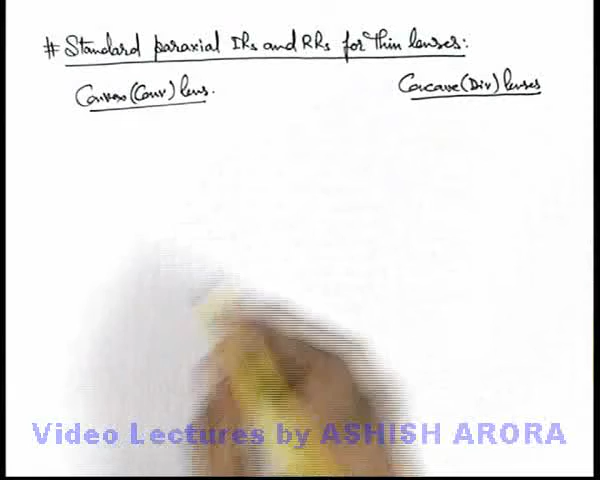 # Standard paraxial IRs and RRs for thin lenses:
Convex (Conv) lens.
Concave (Div) lenses
Video Lectures by ASHISH ARORA